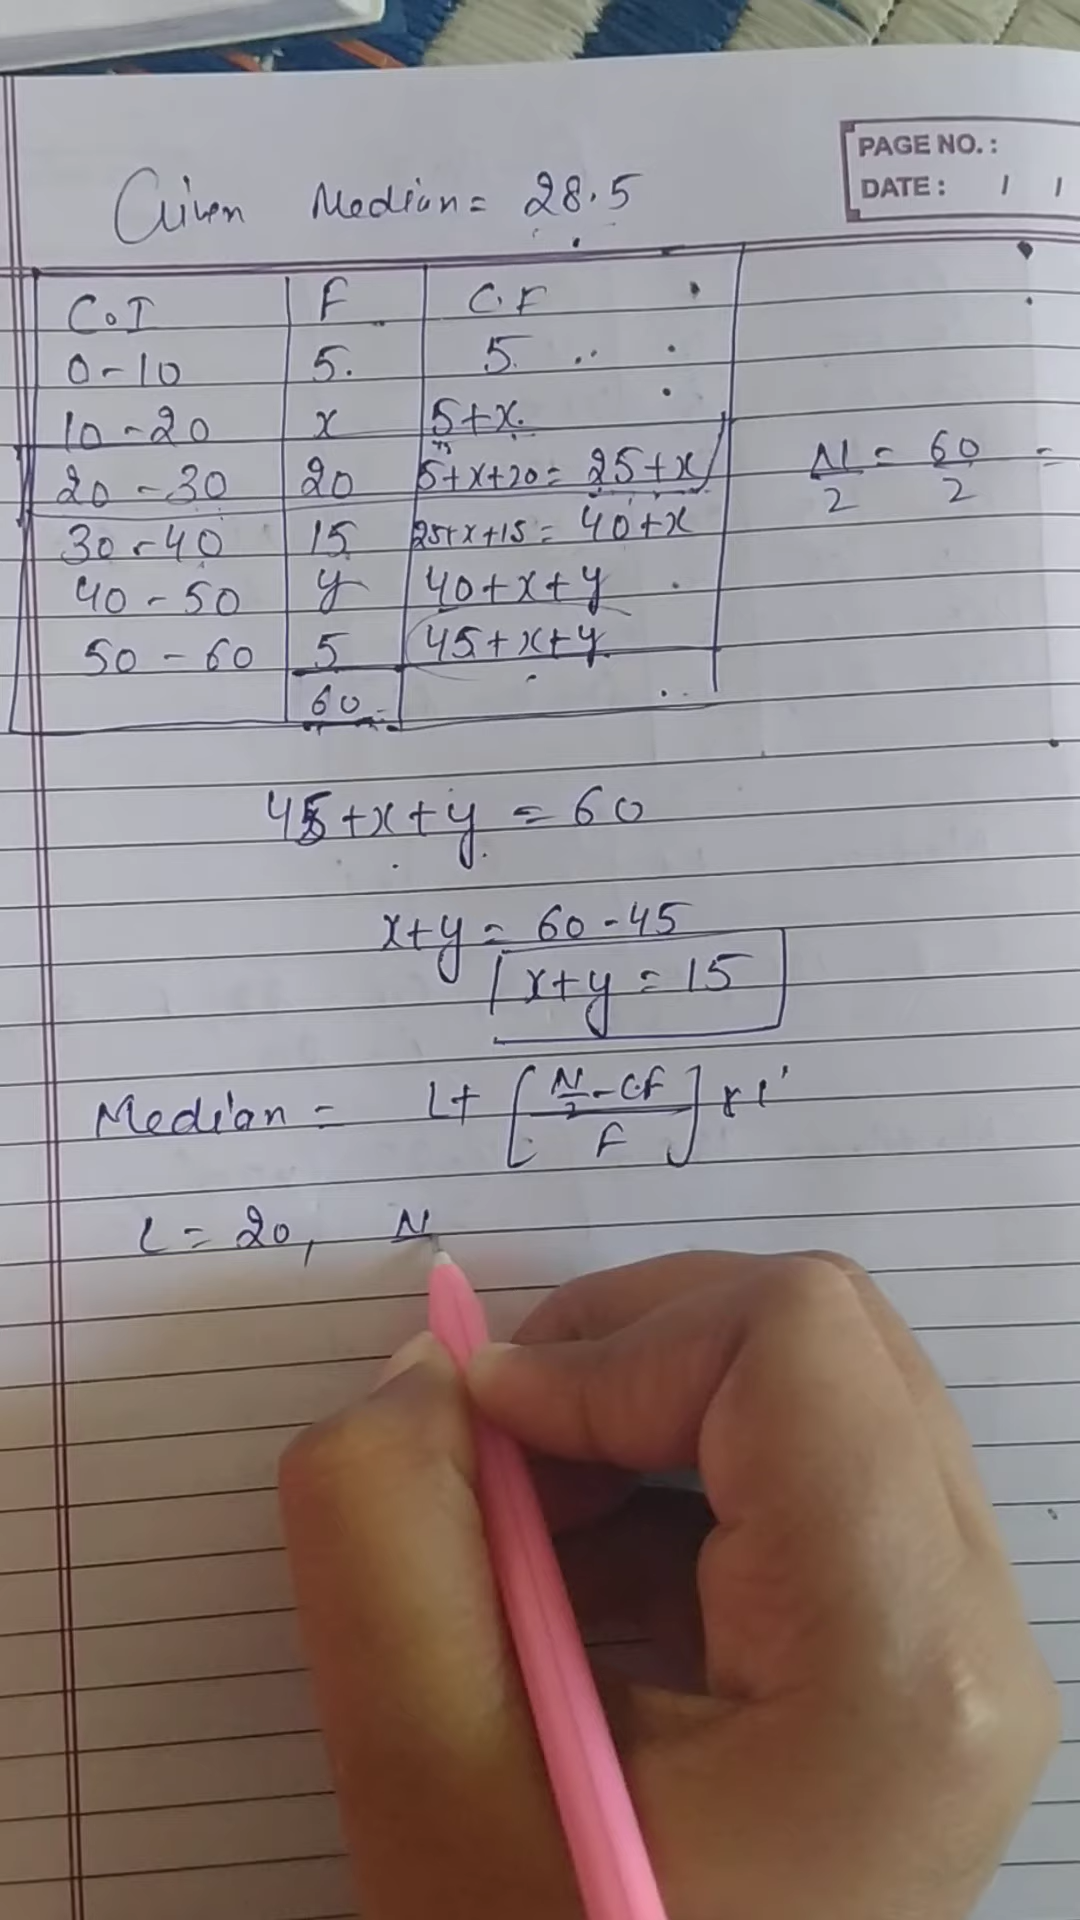 PAGE NO. :
DATE : / /
Given Median = 28.5
C.I F C.F
0-10 5. 5
10-20 x 5+x
20-30 20 5+x+20= 25+x
30-40 15 25+x+15= 40+x
40-50 y 40+x+y
50-60 5 45+x+y
60
N/2 = 60/2 =
45+x+y = 60
x+y = 60-45
x+y = 15
Median = L+ [N/2-CF/F] x i
L = 20, N